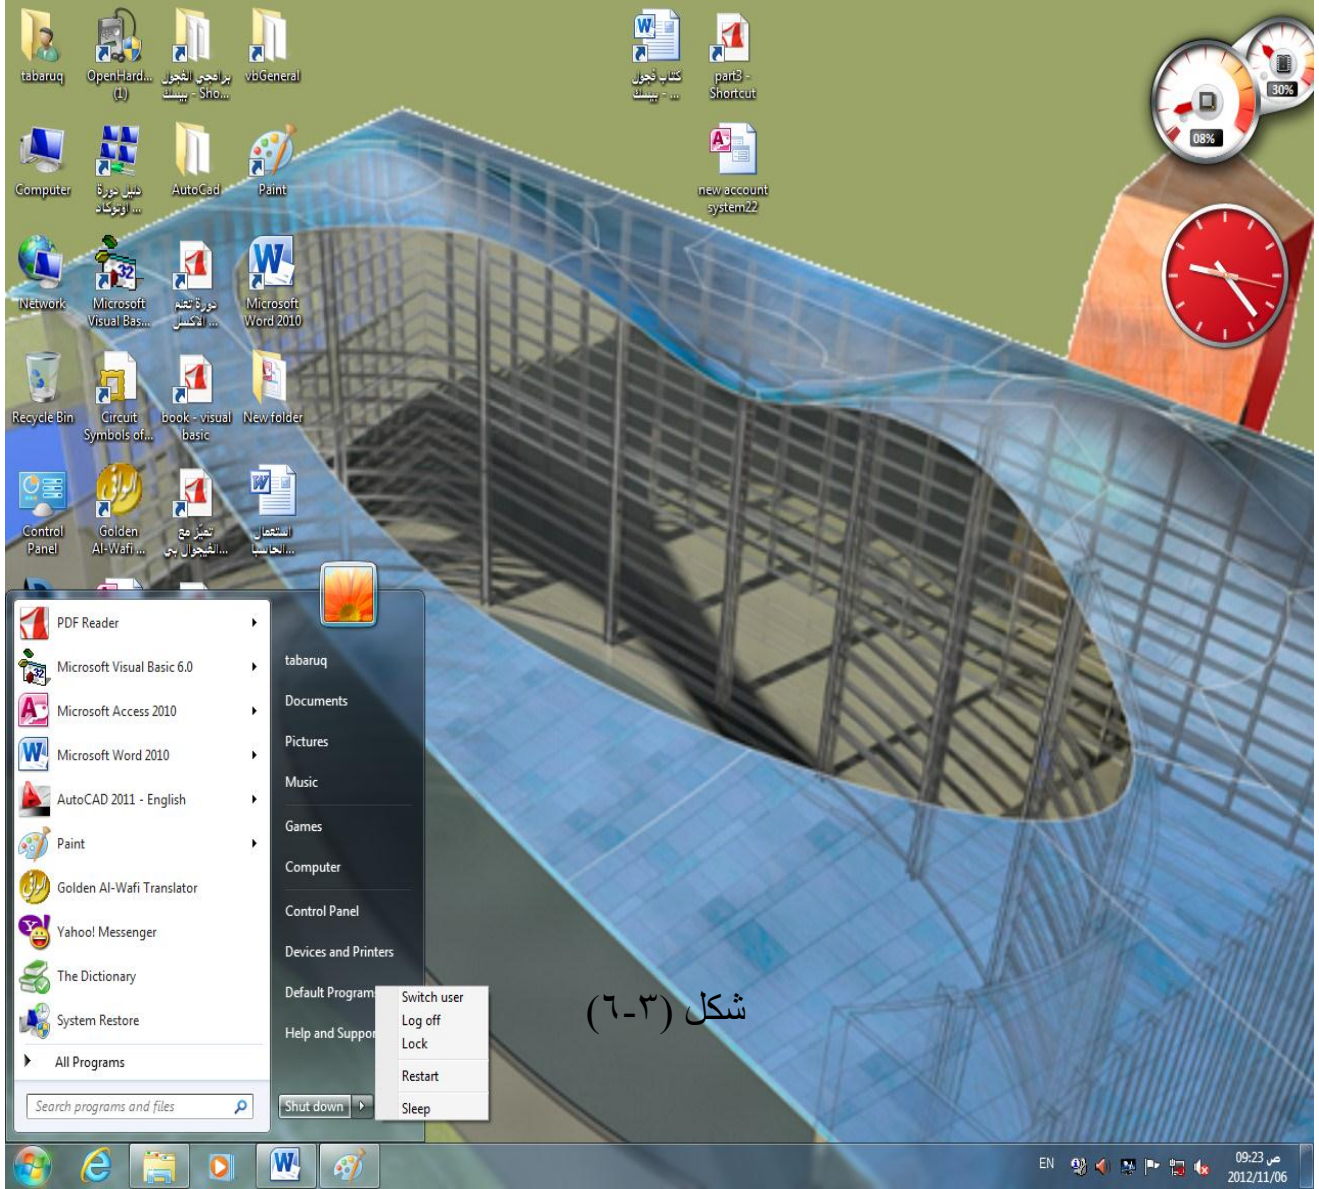 tabaruq
OpenHard...
(1)
برامجي الفجول
بيسك - Sho...
vbGeneral
كتاب فجول
بيسك - ...
part3 -
Shortcut
30%
08%
Computer
دليل دورة
اوتوكاد ...
AutoCad
Paint
new account
system22
Network
Microsoft
Visual Bas...
دورة تعلم
الاكسل ...
Microsoft
Word 2010
Recycle Bin
Circuit
Symbols of...
book - visual
basic
New folder
Control
Panel
Golden
Al-Wafi ...
تميّز مع
الفيجوال بي...
استعمال
الحاسبا...
PDF Reader
Microsoft Visual Basic 6.0
Microsoft Access 2010
Microsoft Word 2010
AutoCAD 2011 - English
Paint
Golden Al-Wafi Translator
Yahoo! Messenger
The Dictionary
System Restore
All Programs
Search programs and files
tabaruq
Documents
Pictures
Music
Games
Computer
Control Panel
Devices and Printers
Default Program
Help and Suppor
Shut down
Switch user
Log off
Lock
Restart
Sleep
شكل (٣-٦)
EN
09:23 ص
2012/11/06